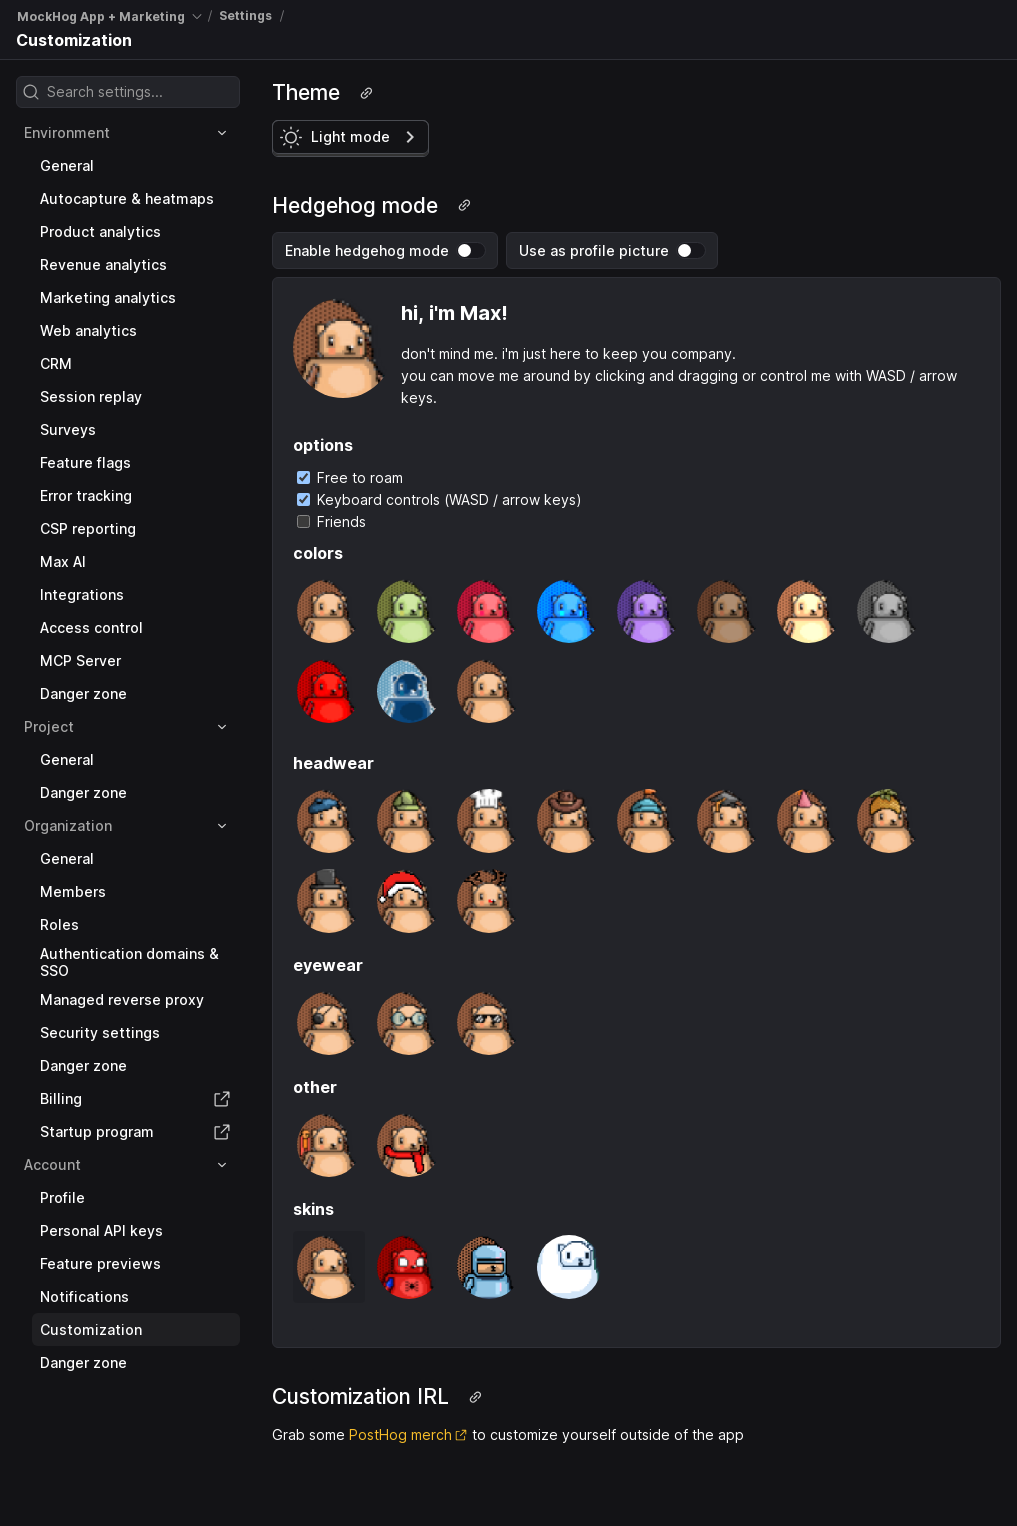 MockHog App + Marketing / Settings /
Customization
Search settings...
Environment
General
Autocapture & heatmaps
Product analytics
Revenue analytics
Marketing analytics
Web analytics
CRM
Session replay
Surveys
Feature flags
Error tracking
CSP reporting
Max AI
Integrations
Access control
MCP Server
Danger zone
Project
General
Danger zone
Organization
General
Members
Roles
Authentication domains &
SSO
Managed reverse proxy
Security settings
Danger zone
Billing
Startup program
Account
Profile
Personal API keys
Feature previews
Notifications
Customization
Danger zone
Theme
Light mode
Hedgehog mode
Enable hedgehog mode
Use as profile picture
hi, i'm Max!
don't mind me. i'm just here to keep you company.
you can move me around by clicking and dragging or control me with WASD / arrow
keys.
options
Free to roam
Keyboard controls (WASD / arrow keys)
Friends
colors
headwear
eyewear
other
skins
Customization IRL
Grab some PostHog merch to customize yourself outside of the app